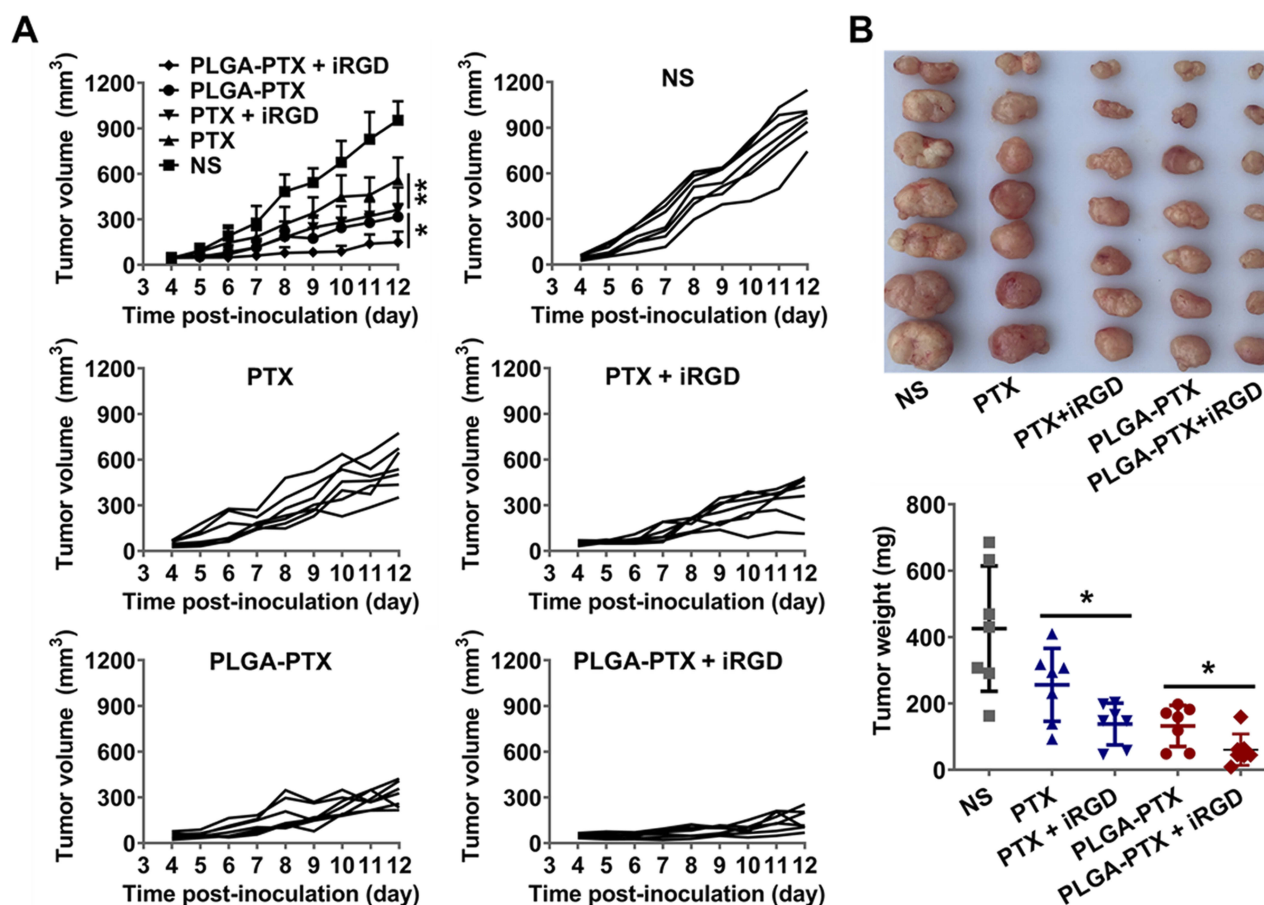 A
B
PLGA-PTX + iRGD
PLGA-PTX
PTX + iRGD
PTX
NS
Tumor volume (mm3)
1200
900
600
300
0
**
*
3 4 5 6 7 8 9 10 11 12
Time post-inoculation (day)
NS
Tumor volume (mm3)
1200
900
600
300
0
3 4 5 6 7 8 9 10 11 12
Time post-inoculation (day)
PTX
Tumor volume (mm3)
1200
900
600
300
0
3 4 5 6 7 8 9 10 11 12
Time post-inoculation (day)
PTX + iRGD
Tumor volume (mm3)
1200
900
600
300
0
3 4 5 6 7 8 9 10 11 12
Time post-inoculation (day)
PLGA-PTX
Tumor volume (mm3)
1200
900
600
300
0
3 4 5 6 7 8 9 10 11 12
Time post-inoculation (day)
PLGA-PTX + iRGD
Tumor volume (mm3)
1200
900
600
300
0
3 4 5 6 7 8 9 10 11 12
Time post-inoculation (day)
NS
PTX
PTX+iRGD
PLGA-PTX
PLGA-PTX+iRGD
Tumor weight (mg)
800
600
400
200
0
*
*
NS
PTX
PTX + iRGD
PLGA-PTX
PLGA-PTX + iRGD